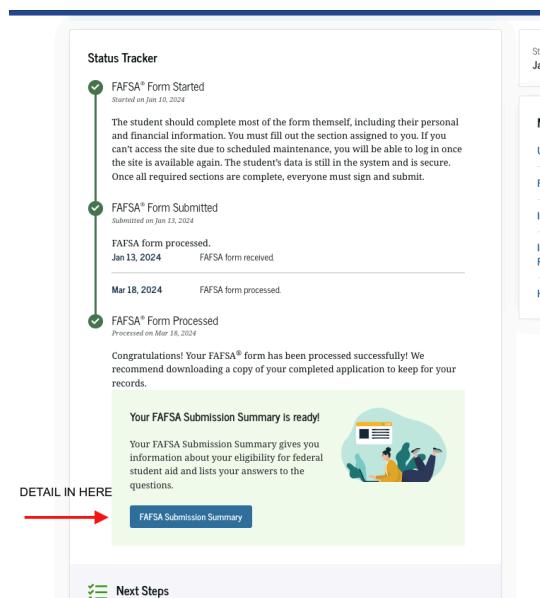 Status Tracker
FAFSA® Form Started
Started on Jan 10, 2024
The student should complete most of the form themself, including their personal
and financial information. You must fill out the section assigned to you. If you
can't access the site due to scheduled maintenance, you will be able to log in once
the site is available again. The student's data is still in the system and is secure.
Once all required sections are complete, everyone must sign and submit.
FAFSA® Form Submitted
Submitted on Jan 13, 2024
FAFSA form processed.
Jan 13, 2024 FAFSA form received.
Mar 18, 2024 FAFSA form processed.
FAFSA® Form Processed
Processed on Mar 18, 2024
Congratulations! Your FAFSA® form has been processed successfully! We
recommend downloading a copy of your completed application to keep for your
records.
Your FAFSA Submission Summary is ready!
Your FAFSA Submission Summary gives you
information about your eligibility for federal
student aid and lists your answers to the
questions.
DETAIL IN HERE
FAFSA Submission Summary
Next Steps